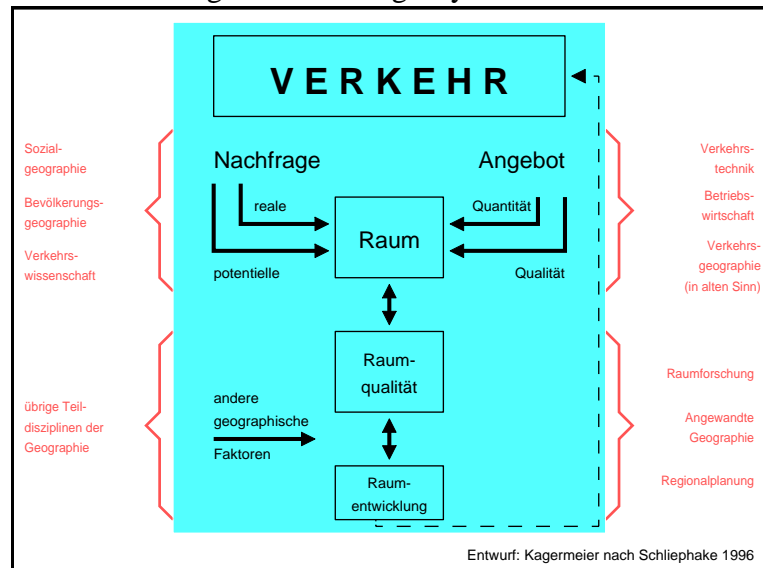 VERKEHR
Sozial-
geographie
Bevölkerungs-
geographie
Verkehrs-
wissenschaft
Nachfrage
reale
potentielle
Angebot
Quantität
Qualität
Raum
Verkehrs-
technik
Betriebs-
wirtschaft
Verkehrs-
geographie
(in alten Sinn)
übrige Teil-
disziplinen der
Geographie
andere
geographische
Faktoren
Raum-
qualität
Raum-
entwicklung
Raumforschung
Angewandte
Geographie
Regionalplanung
Entwurf: Kagermeier nach Schliephake 1996